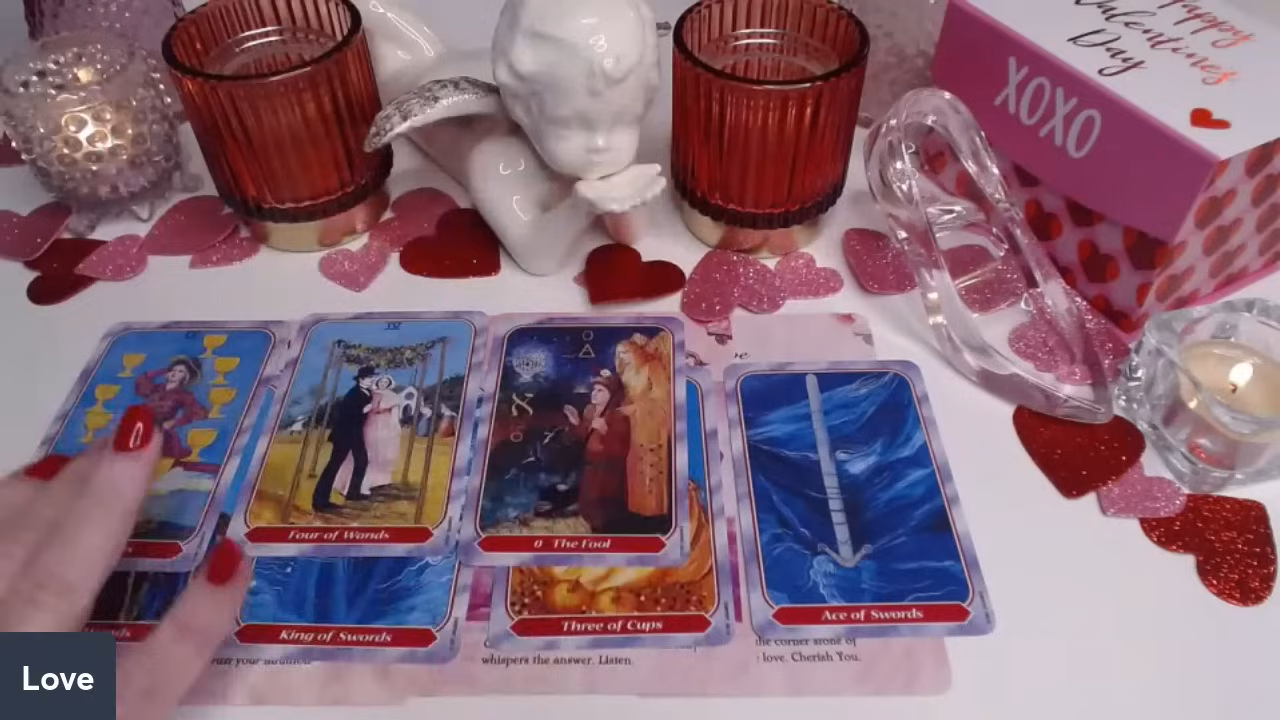 Happy
Valentines
Day
XOXO
IV
Four of Wands
0 The Fool
Ace of Swords
King of Swords
Three of Cups
whispers the answer. Listen.
the corner stone of
love. Cherish You.
Love